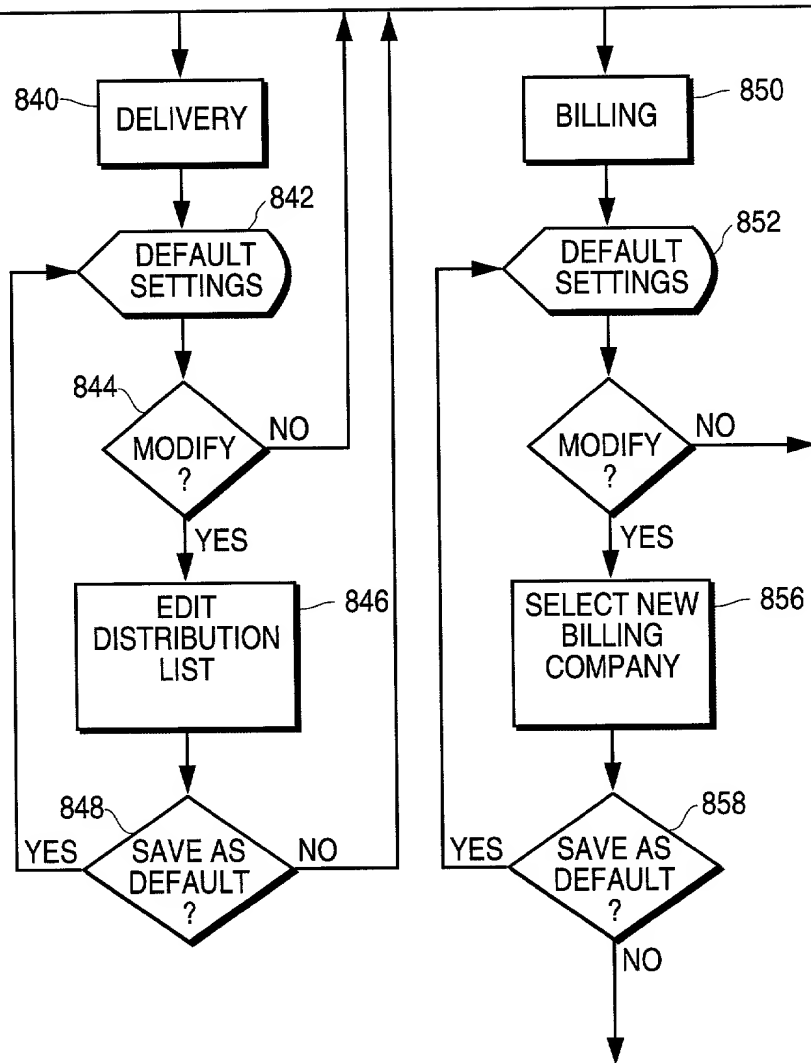 840
DELIVERY
842
DEFAULT
SETTINGS
844
MODIFY
?
NO
YES
EDIT
DISTRIBUTION
LIST
846
848
YES
SAVE AS
DEFAULT
?
NO
850
BILLING
852
DEFAULT
SETTINGS
MODIFY
?
NO
YES
SELECT NEW
BILLING
COMPANY
856
858
YES
SAVE AS
DEFAULT
?
NO